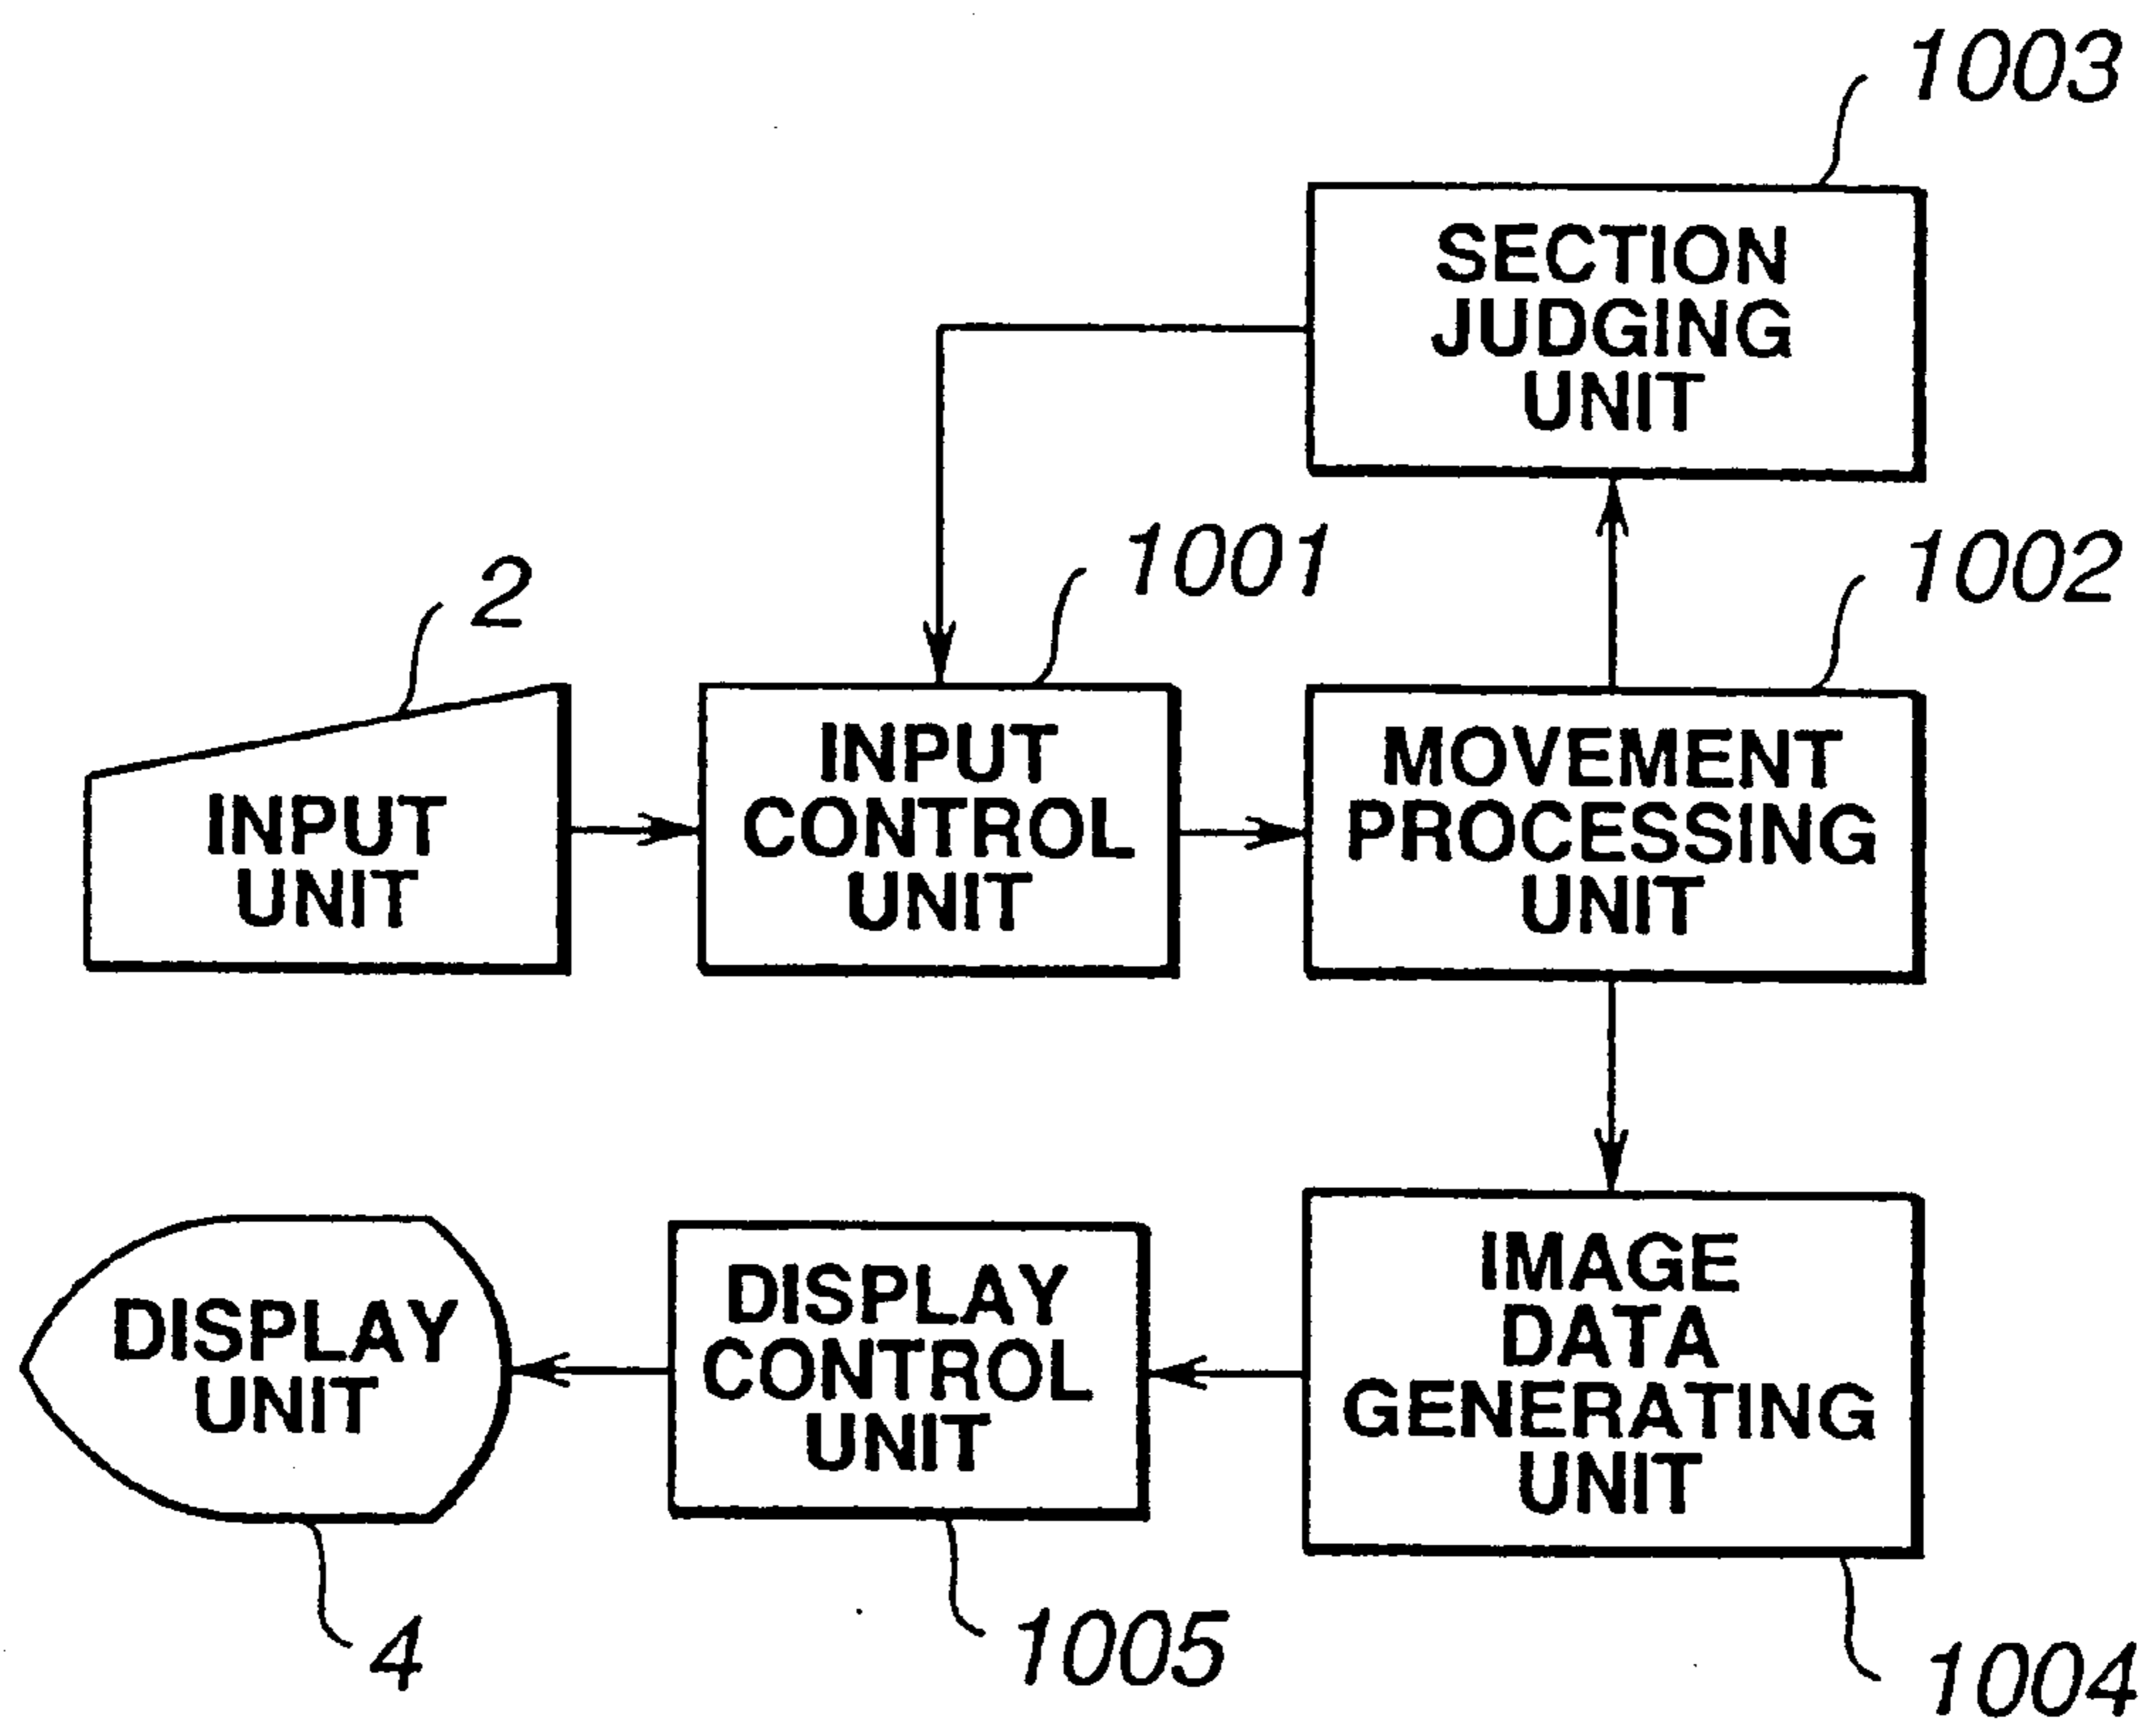 1003
SECTION
JUDGING
UNIT
1001
1002
2
INPUT
UNIT
INPUT
CONTROL
UNIT
MOVEMENT
PROCESSING
UNIT
DISPLAY
UNIT
DISPLAY
CONTROL
UNIT
IMAGE
DATA
GENERATING
UNIT
4
1005
1004